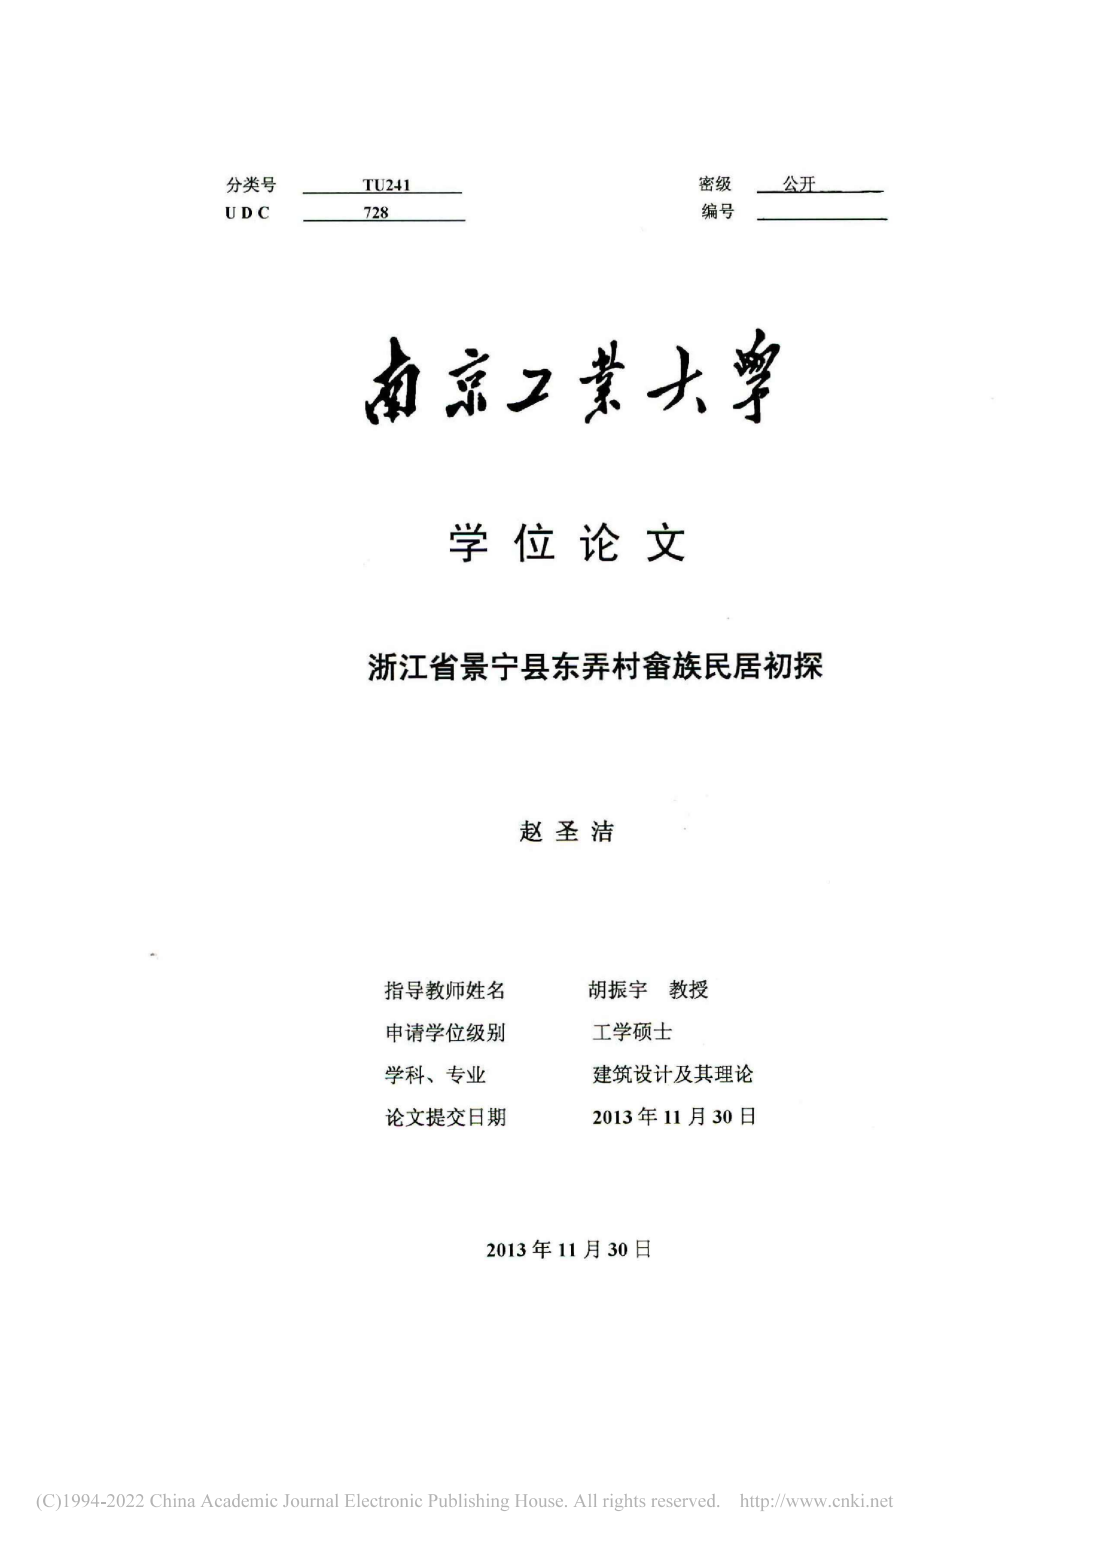 分类号 TU241 密级 公开
UDC 728 编号
南京工业大学
学位论文
浙江省景宁县东弄村畲族民居初探
赵圣洁
指导教师姓名 胡振宇 教授
申请学位级别 工学硕士
学科、专业 建筑设计及其理论
论文提交日期 2013年11月30日
2013年11月30日
(C)1994-2022 China Academic Journal Electronic Publishing House. All rights reserved. http://www.cnki.net